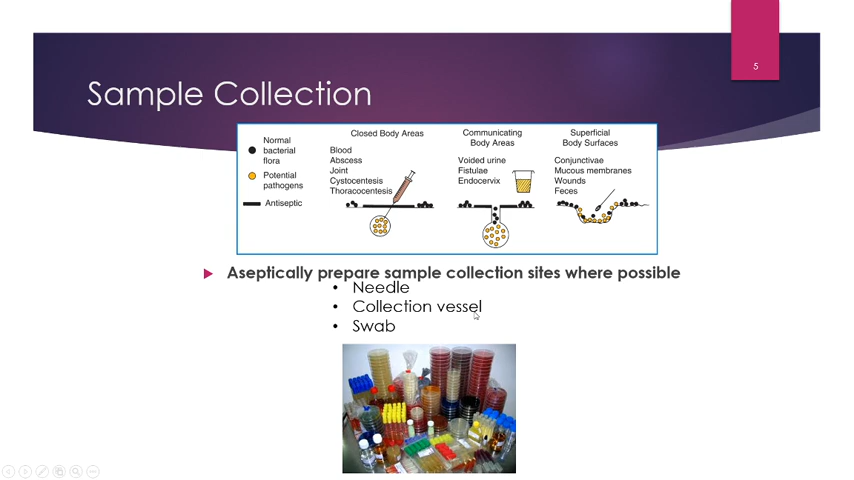 5
Sample Collection
Normal
bacterial
flora
Potential
pathogens
Antiseptic
Closed Body Areas
Blood
Abscess
Joint
Cystocentesis
Thoracocentesis
Communicating
Body Areas
Voided urine
Fistulae
Endocervix
Superficial
Body Surfaces
Conjunctivae
Mucous membranes
Wounds
Feces
Aseptically prepare sample collection sites where possible
• Needle
• Collection vessel
• Swab